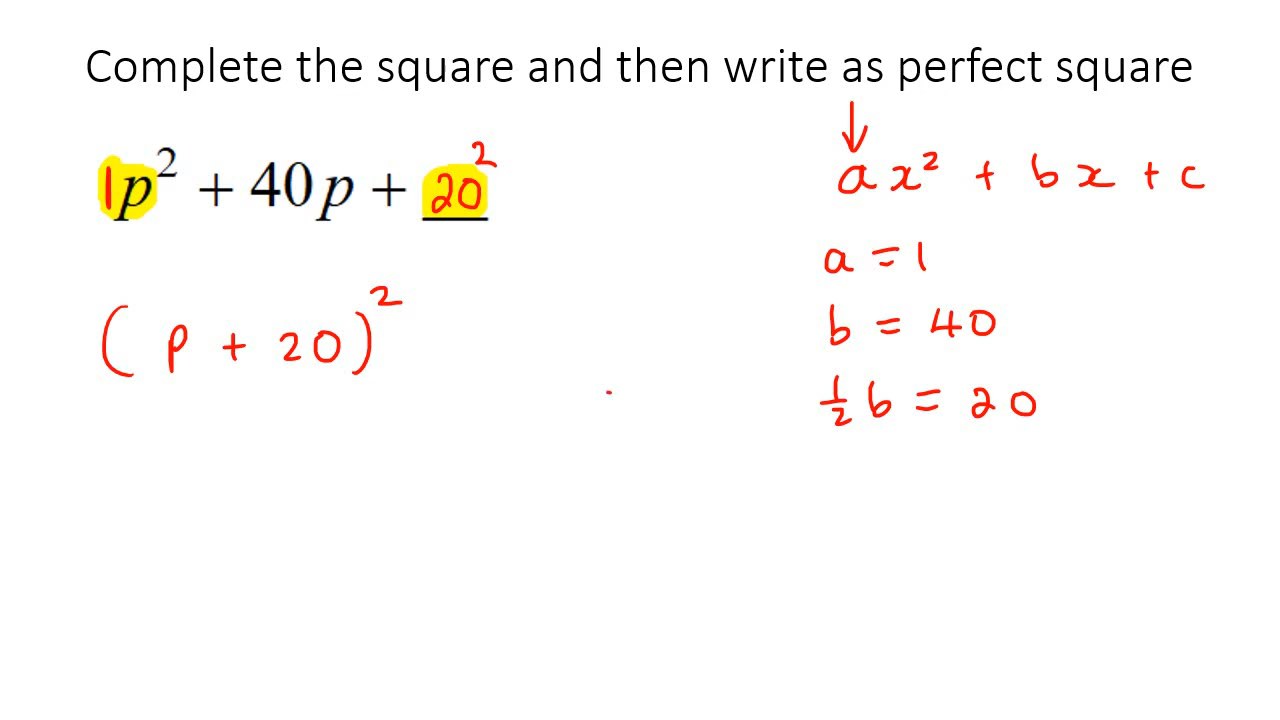 Complete the square and then write as perfect square
1p² + 40p + 20²
ax² + bx + c
a = 1
(p + 20)²
b = 40
½b = 20